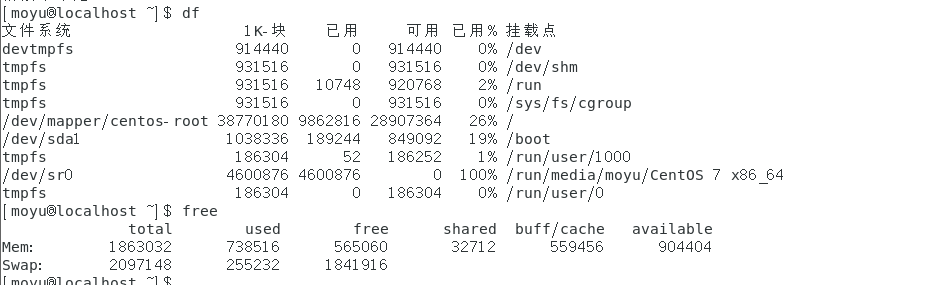 [moyu@localhost ~]$ df
文件系统 1K-块 已用 可用 已用% 挂载点
devtmpfs 914440 0 914440 0% /dev
tmpfs 931516 0 931516 0% /dev/shm
tmpfs 931516 10748 920768 2% /run
tmpfs 931516 0 931516 0% /sys/fs/cgroup
/dev/mapper/centos-root 38770180 9862816 28907364 26% /
/dev/sda1 1038336 189244 849092 19% /boot
tmpfs 186304 52 186252 1% /run/user/1000
/dev/sr0 4600876 4600876 0 100% /run/media/moyu/CentOS 7 x86_64
tmpfs 186304 0 186304 0% /run/user/0
[moyu@localhost ~]$ free
total used free shared buff/cache available
Mem: 1863032 738516 565060 32712 559456 904404
Swap: 2097148 255232 1841916
[moyu@localhost ~]$